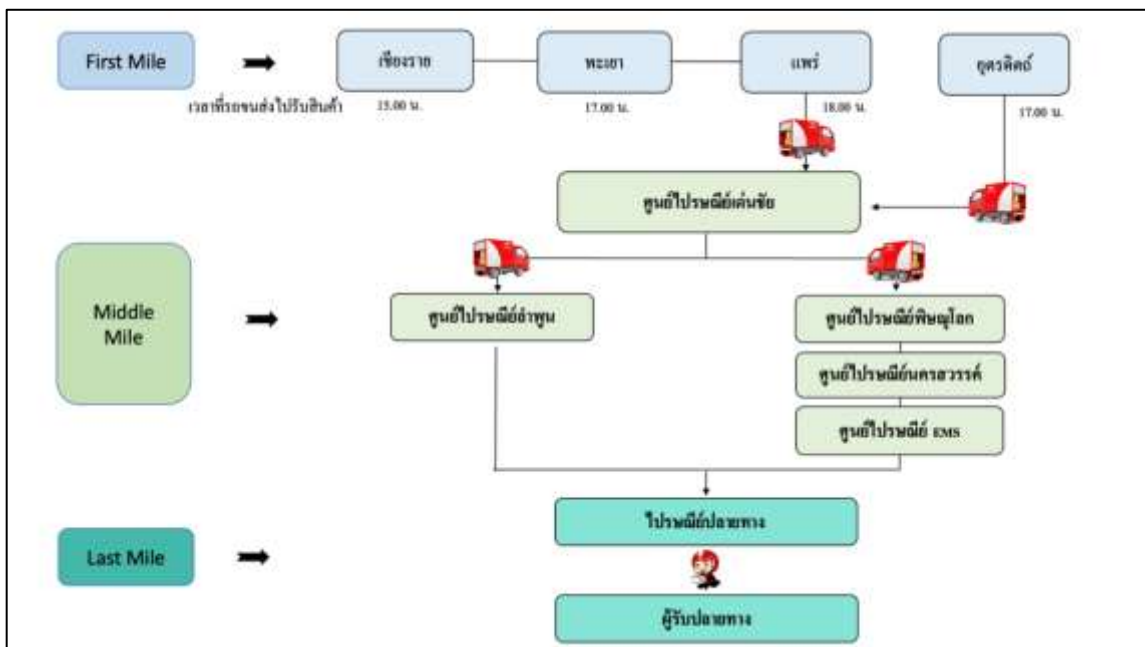 First Mile
เชียงราย
พะเยา
แพร่
อุตรดิตถ์
เวลาที่รถขนส่งไปรับสินค้า
15.00 น.
17.00 น.
18.00 น.
17.00 น.
ศูนย์ไปรษณีย์เด่นชัย
Middle
Mile
ศูนย์ไปรษณีย์ลำพูน
ศูนย์ไปรษณีย์พิษณุโลก
ศูนย์ไปรษณีย์นครสวรรค์
ศูนย์ไปรษณีย์ EMS
Last Mile
ไปรษณีย์ปลายทาง
ผู้รับปลายทาง